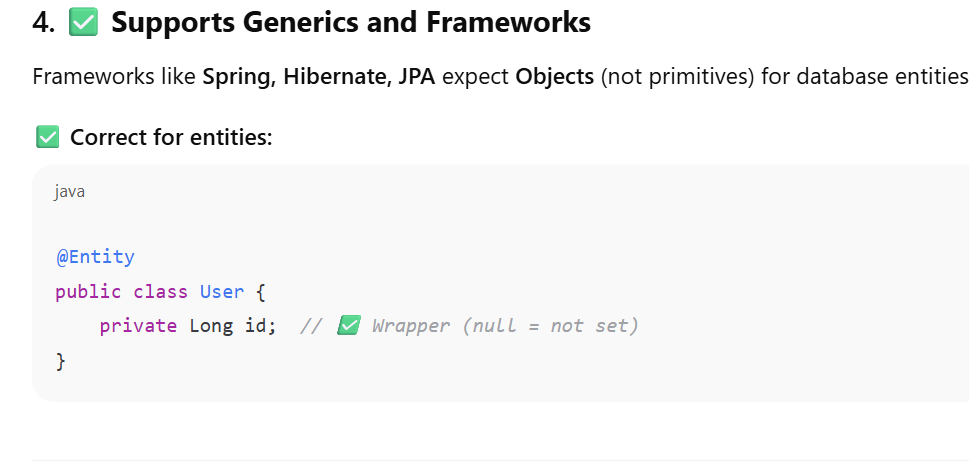 4. ✅ Supports Generics and Frameworks
Frameworks like Spring, Hibernate, JPA expect Objects (not primitives) for database entities
✅ Correct for entities:
java
@Entity
public class User {
    private Long id;  // ✅ Wrapper (null = not set)
}